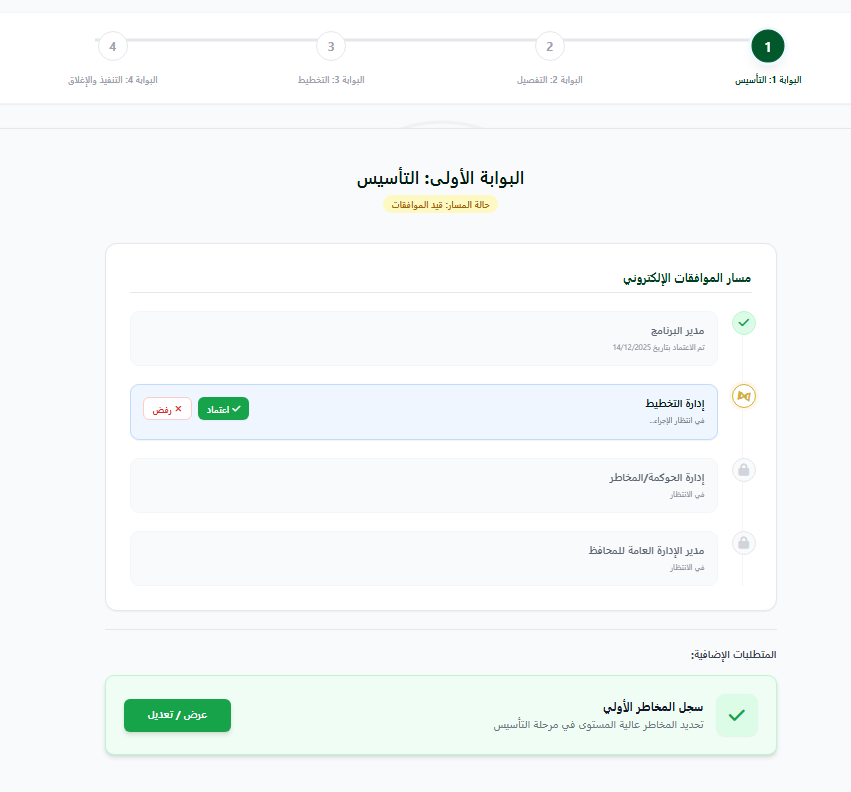 1
2
3
4
البوابة 1: التأسيس
البوابة 2: التفصيل
البوابة 3: التخطيط
البوابة 4: التنفيذ والإغلاق
البوابة الأولى: التأسيس
حالة المسار: قيد الموافقات
مسار الموافقات الإلكتروني
مدير البرنامج
تم الاعتماد بتاريخ 14/12/2025
إدارة التخطيط
في انتظار الإجراء..
اعتماد
رفض
إدارة الحوكمة/المخاطر
في الانتظار
مدير الإدارة العامة للمحافظ
في الانتظار
المتطلبات الإضافية:
سجل المخاطر الأولي
تحديد المخاطر عالية المستوى في مرحلة التأسيس
عرض / تعديل